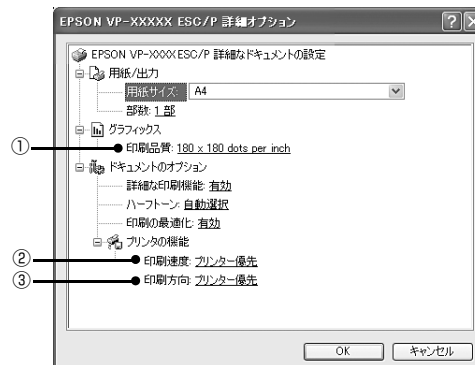 EPSON VP-XXXXX ESC/P 詳細オプション
EPSON VP-XXXX ESC/P 詳細なドキュメントの設定
用紙/出力
用紙サイズ: A4
部数: 1 部
グラフィックス
① 印刷品質: 180 x 180 dots per inch
ドキュメントのオプション
詳細な印刷機能: 有効
ハーフトーン: 自動選択
印刷の最適化: 有効
プリンタの機能
② 印刷速度: プリンター優先
③ 印刷方向: プリンター優先
OK キャンセル